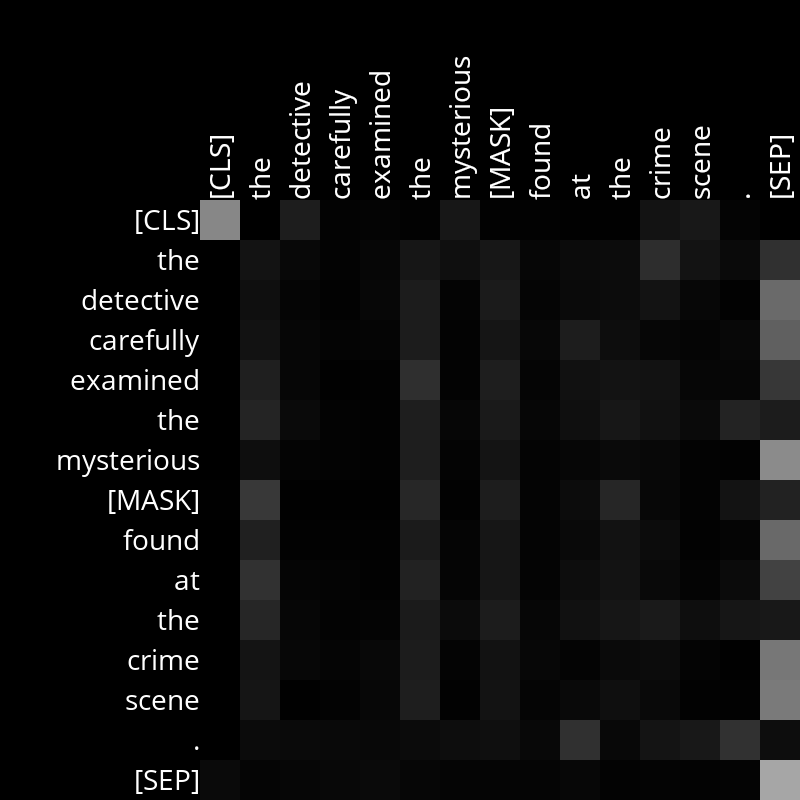 [CLS] the detective carefully examined the mysterious [MASK] found at the crime scene . [SEP]
[CLS]
the
detective
carefully
examined
the
mysterious
[MASK]
found
at
the
crime
scene
.
[SEP]